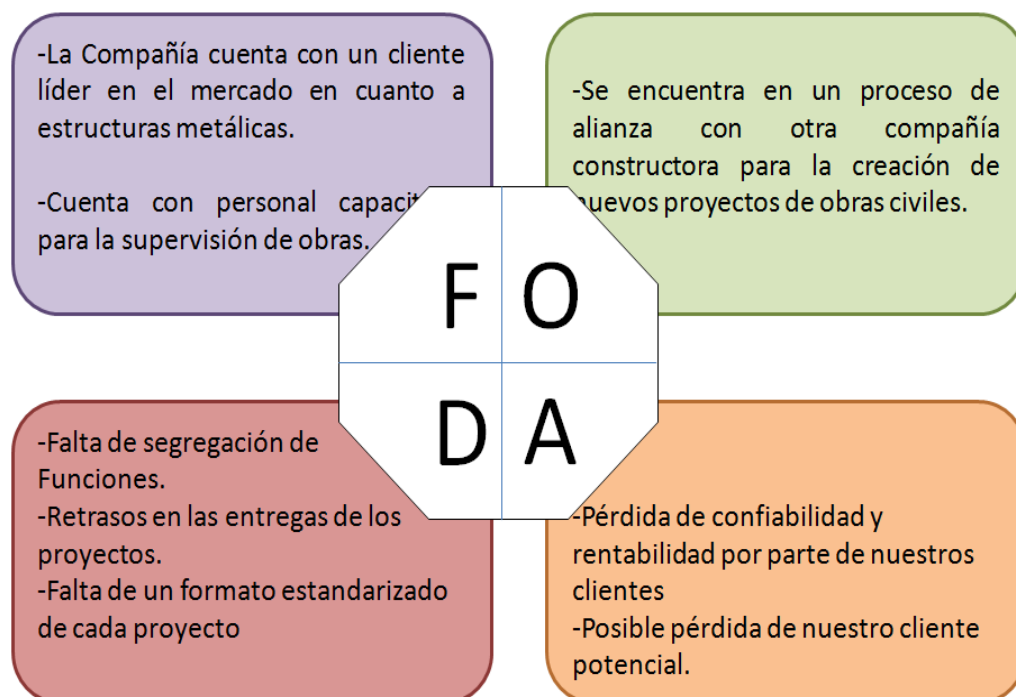 -La Compañía cuenta con un cliente
líder en el mercado en cuanto a
estructuras metálicas.
-Cuenta con personal
para la supervisión de obras.
-Se encuentra en un proceso de
alianza con otra compañía
constructora para la creación de
nuevos proyectos de obras civiles.
F O
D A
-Falta de segregación de
Funciones.
-Retrasos en las entregas de los
proyectos.
-Falta de un formato estandarizado
de cada proyecto
-Pérdida de confiabilidad y
rentabilidad por parte de nuestros
clientes
-Posible pérdida de nuestro cliente
potencial.